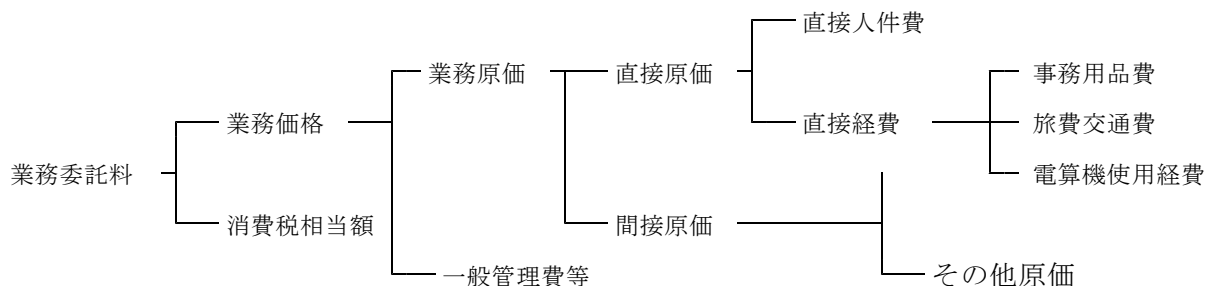 直接人件費
業務原価 直接原価 事務用品費
業務価格 直接経費 旅費交通費
業務委託料 電算機使用経費
消費税相当額 間接原価
一般管理費等 その他原価